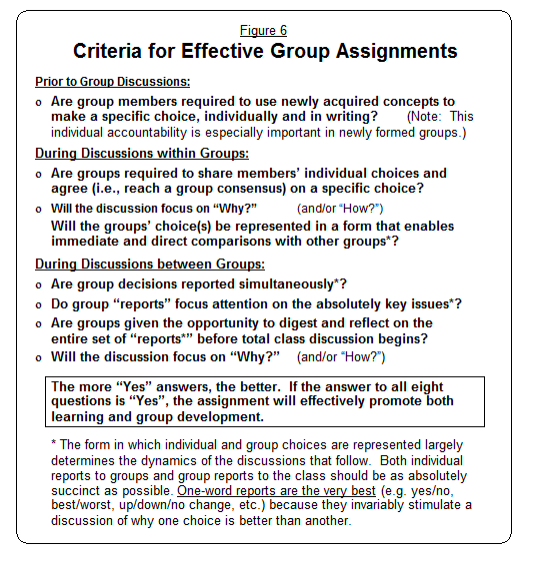 Figure 6
Criteria for Effective Group Assignments
Prior to Group Discussions:
o Are group members required to use newly acquired concepts to
make a specific choice, individually and in writing? (Note: This
individual accountability is especially important in newly formed groups.)
During Discussions within Groups:
o Are groups required to share members' individual choices and
agree (i.e., reach a group consensus) on a specific choice?
o Will the discussion focus on “Why?” (and/or “How?”)
Will the groups' choice(s) be represented in a form that enables
immediate and direct comparisons with other groups*?
During Discussions between Groups:
o Are group decisions reported simultaneously*?
o Do group “reports” focus attention on the absolutely key issues*?
o Are groups given the opportunity to digest and reflect on the
entire set of “reports*” before total class discussion begins?
o Will the discussion focus on “Why?” (and/or “How?”)
The more “Yes” answers, the better. If the answer to all eight
questions is “Yes”, the assignment will effectively promote both
learning and group development.
* The form in which individual and group choices are represented largely
determines the dynamics of the discussions that follow. Both individual
reports to groups and group reports to the class should be as absolutely
succinct as possible. One-word reports are the very best (e.g. yes/no,
best/worst, up/down/no change, etc.) because they invariably stimulate a
discussion of why one choice is better than another.